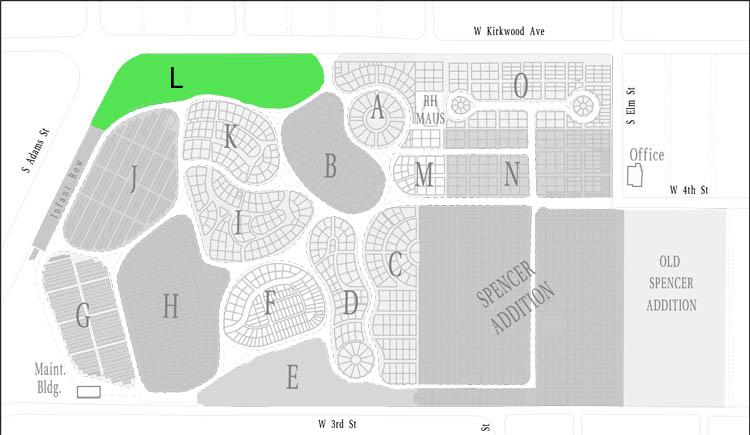 W Kirkwood Ave
L
O
A
RH
MAUS
S Elm St
S Adams St
K
B
Office
J
M
N
W 4th St
Infant Row
I
C
SPENCER
ADDITION
OLD
SPENCER
ADDITION
G
H
F
D
Maint.
Bldg.
E
W 3rd St
St